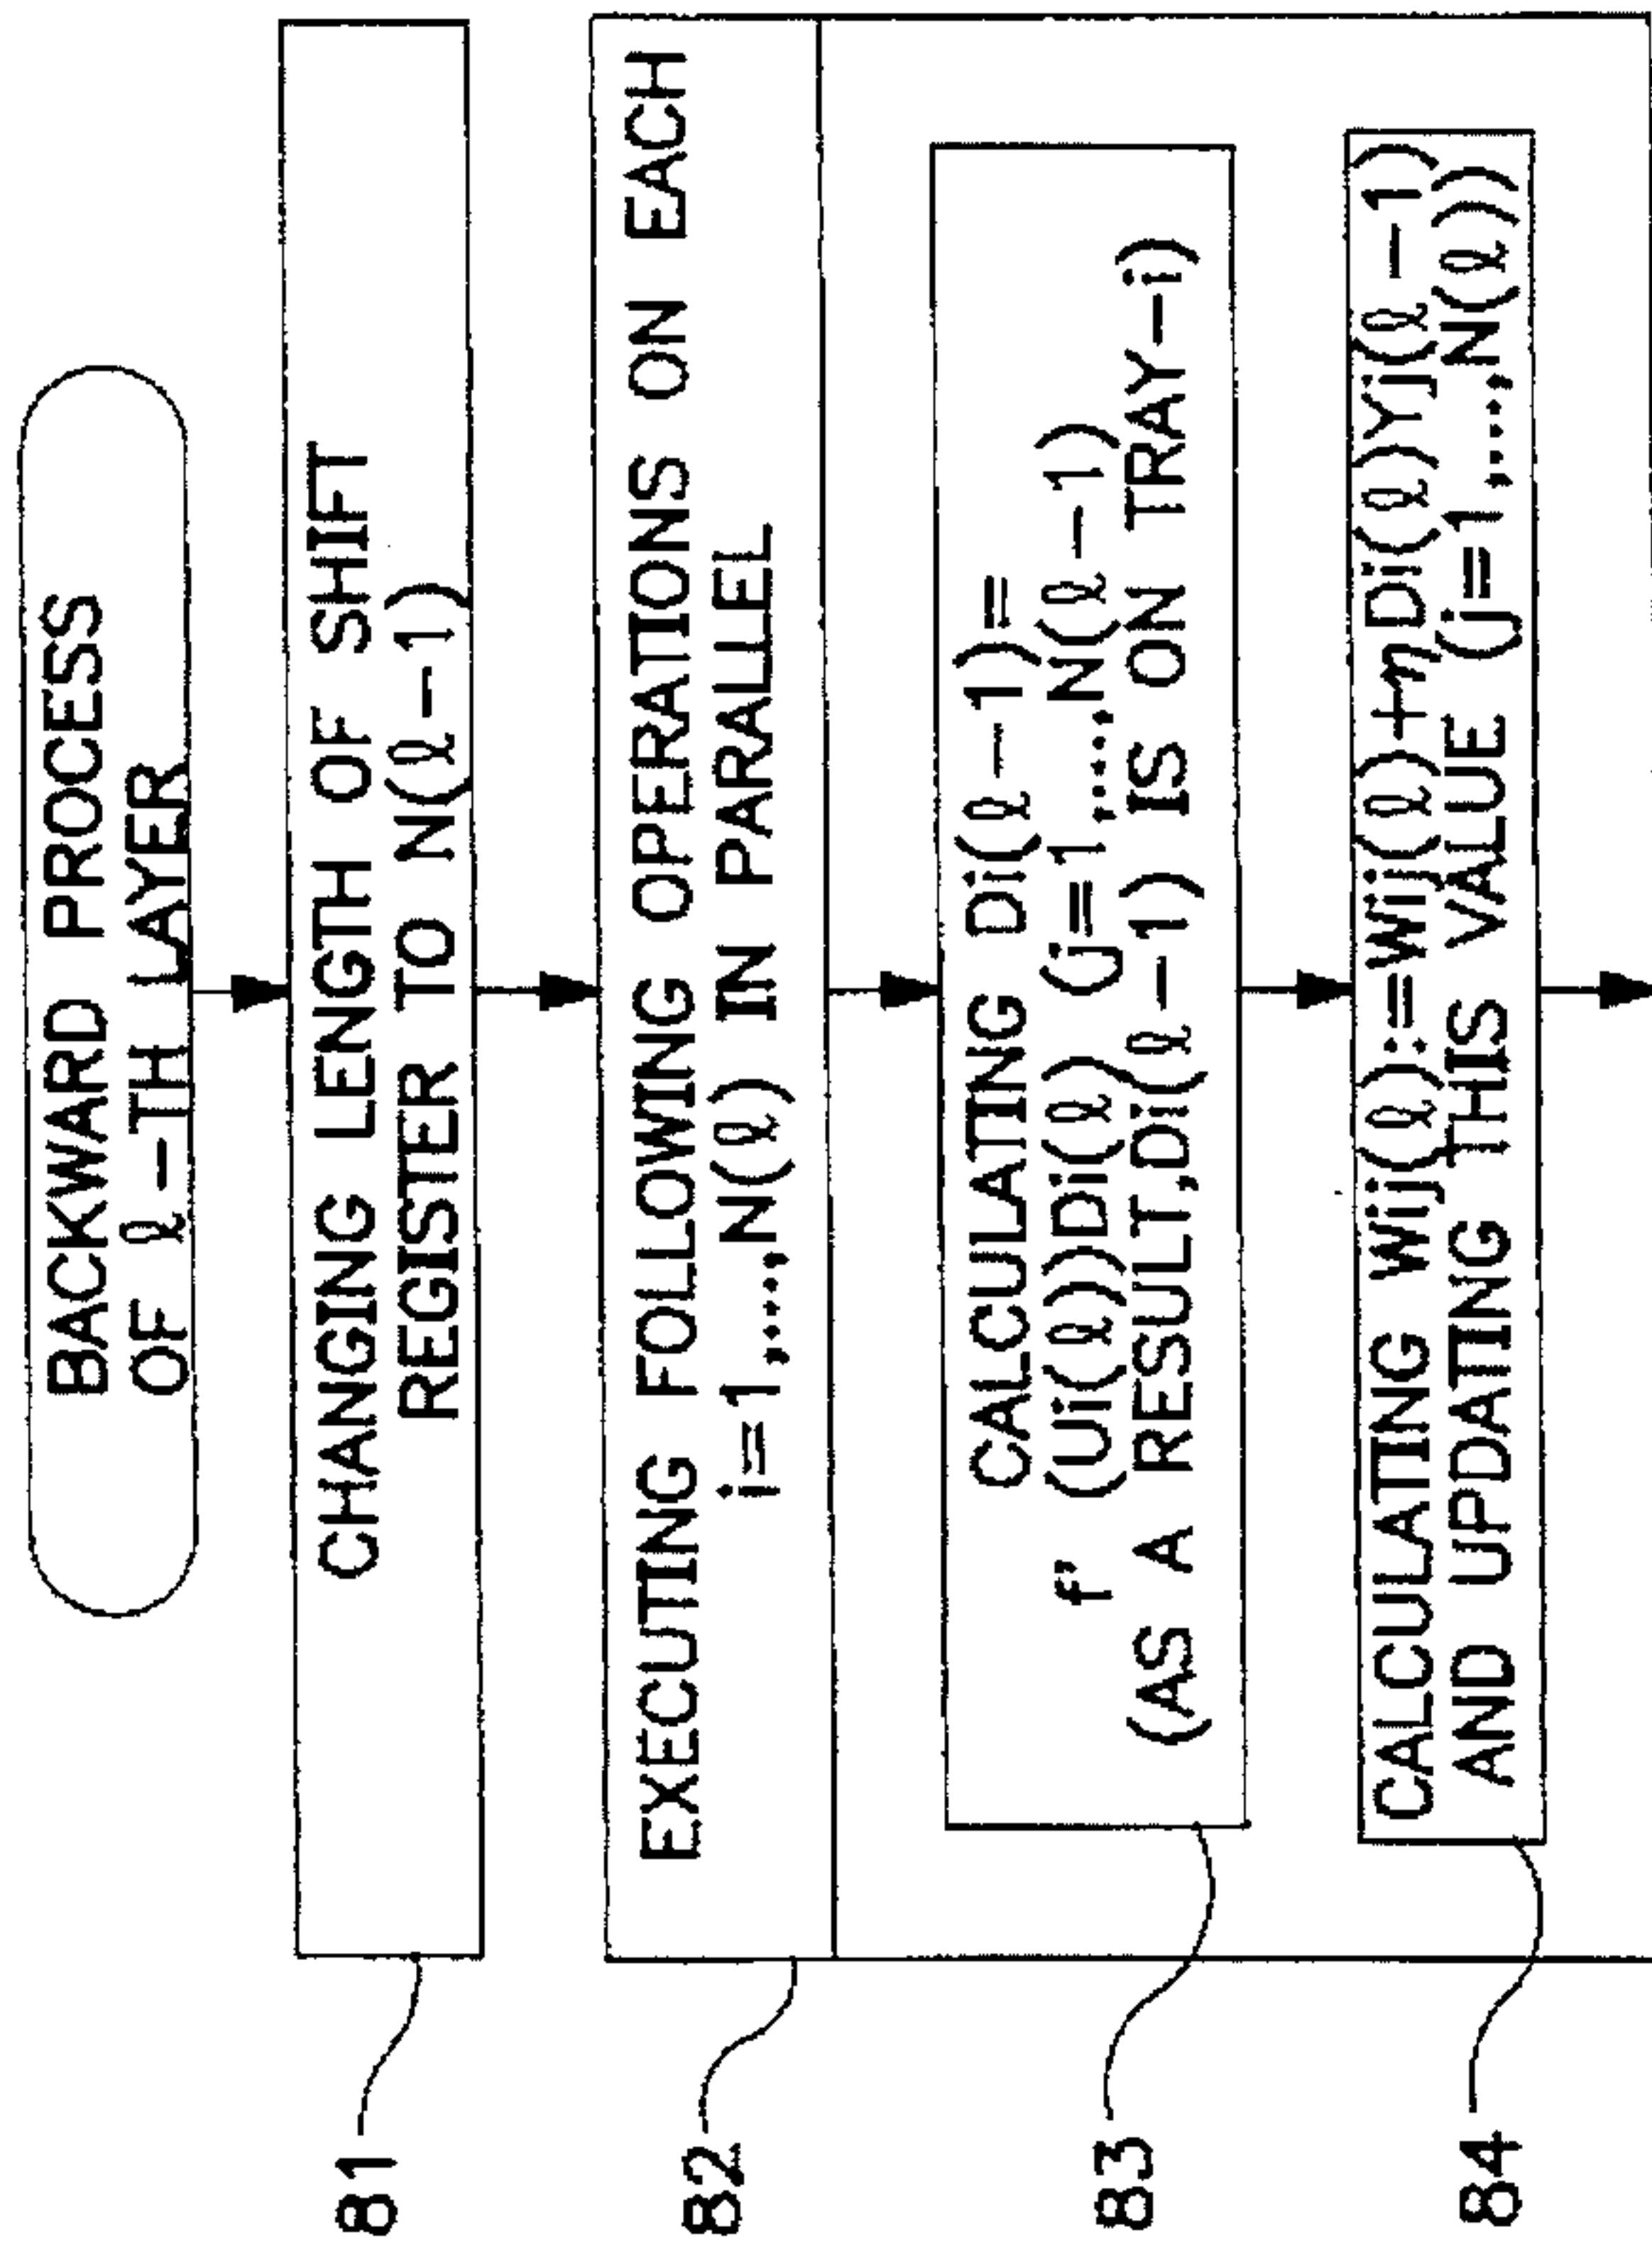 BACKWARD PROCESS
OF ℓ-TH LAYER
81
CHANGING LENGTH OF SHIFT
REGISTER TO N(ℓ-1)
82
EXECUTING FOLLOWING OPERATIONS ON EACH
i=1,...,N(ℓ) IN PARALLEL
83
CALCULATING Di(ℓ-1)=
f' (Ui(ℓ))Di(ℓ) (j=1,...,N(ℓ-1)
(AS A RESULT,Di(ℓ-1) IS ON TRAY-i)
84
CALCULATING Wij(ℓ):=Wij(ℓ)+ηDi(ℓ)Yj(ℓ-1)
AND UPDATING THIS VALUE (j=1,...,N(ℓ))